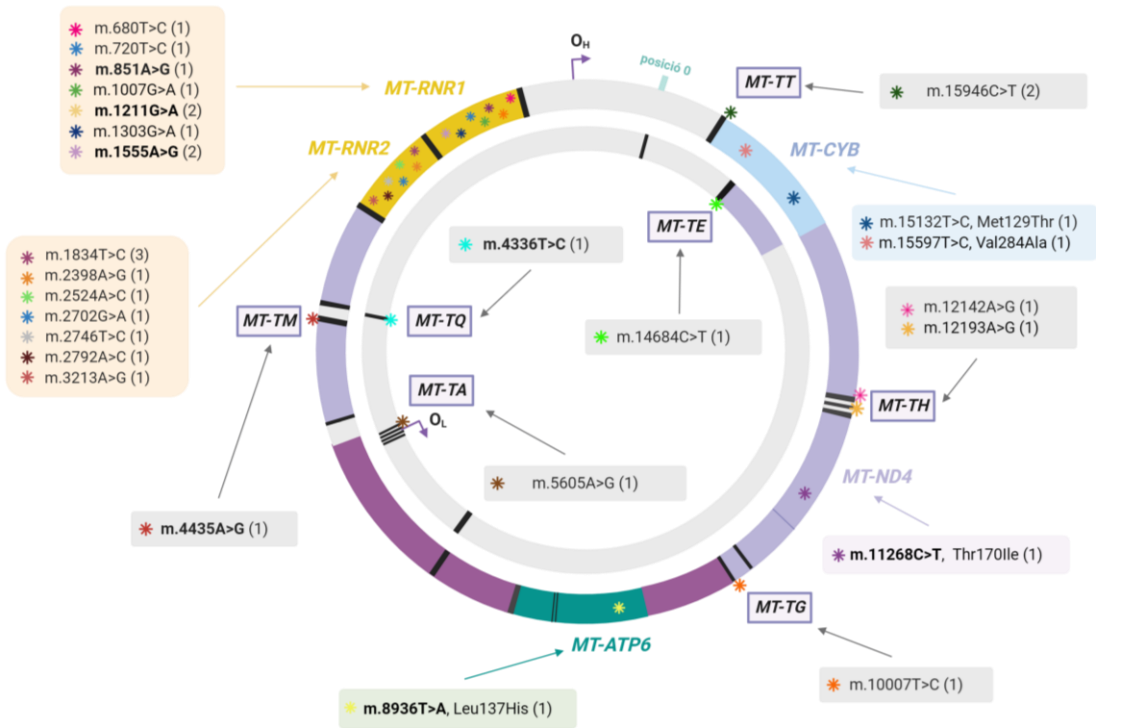 m.680T>C (1)
m.720T>C (1)
m.851A>G (1)
m.1007G>A (1)
m.1211G>A (2)
m.1303G>A (1)
m.1555A>G (2)
MT-RNR1
OH
posició 0
MT-TT
m.15946C>T (2)
MT-RNR2
MT-CYB
m.15132T>C, Met129Thr (1)
m.15597T>C, Val284Ala (1)
MT-TE
m.4336T>C (1)
m.1834T>C (3)
m.2398A>G (1)
m.2524A>C (1)
m.2702G>A (1)
m.2746T>C (1)
m.2792A>C (1)
m.3213A>G (1)
MT-TM
MT-TQ
m.14684C>T (1)
m.12142A>G (1)
m.12193A>G (1)
MT-TA
OL
MT-TH
MT-ND4
m.5605A>G (1)
m.4435A>G (1)
m.11268C>T, Thr170Ile (1)
MT-TG
MT-ATP6
m.10007T>C (1)
m.8936T>A, Leu137His (1)